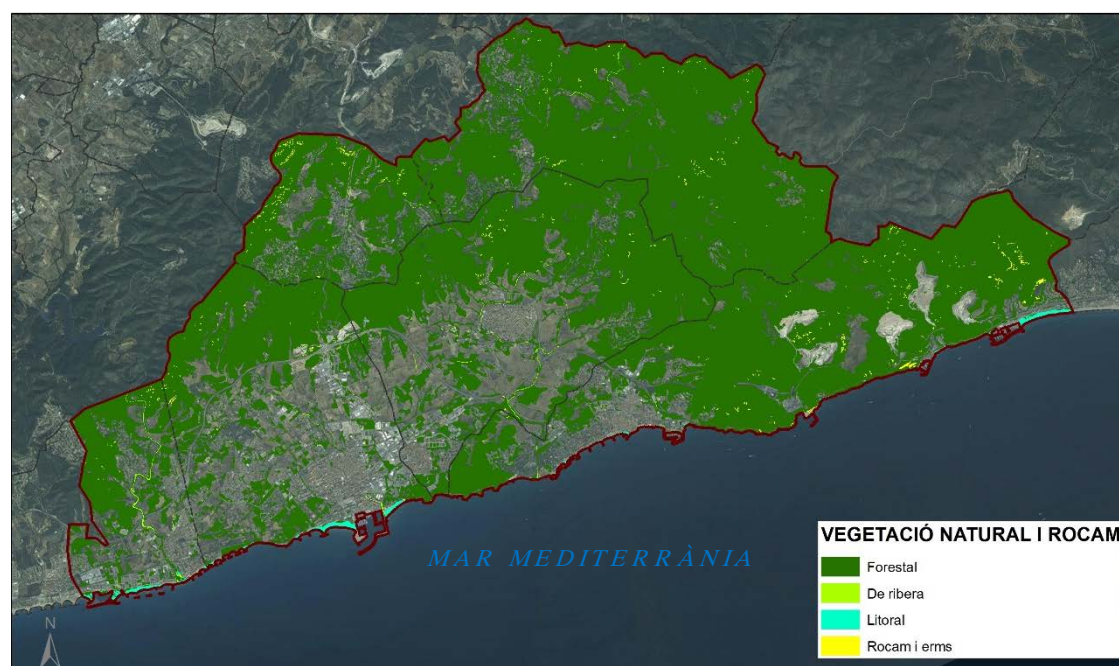 MAR MEDITERRÀNIA
VEGETACIÓ NATURAL I ROCAM
Forestal
De ribera
Litoral
Rocam i erms
N